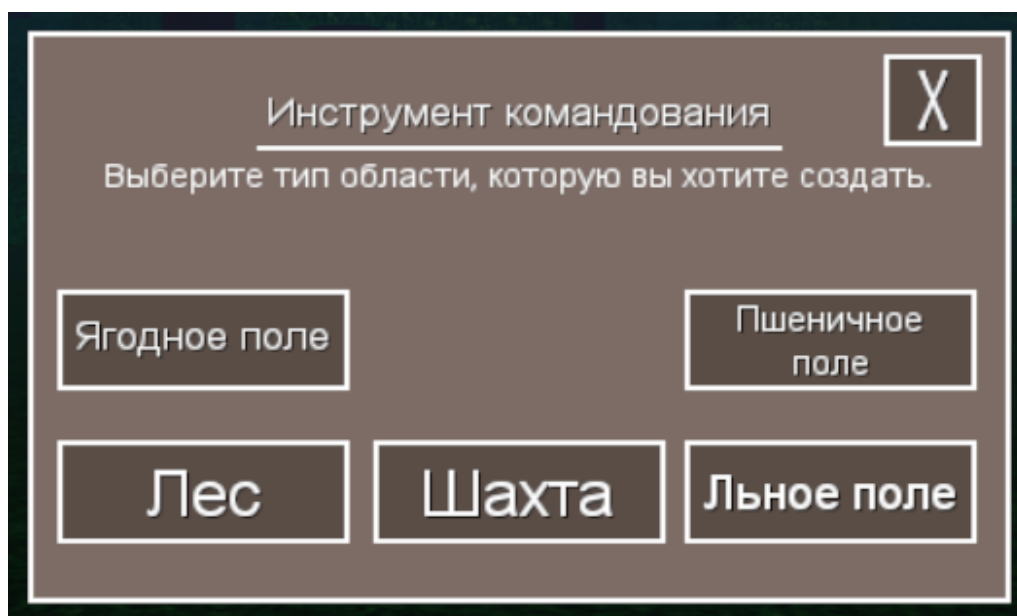 X
Инструмент командования
Выберите тип области, которую вы хотите создать.
Ягодное поле
Пшеничное
поле
Лес
Шахта
Льное поле